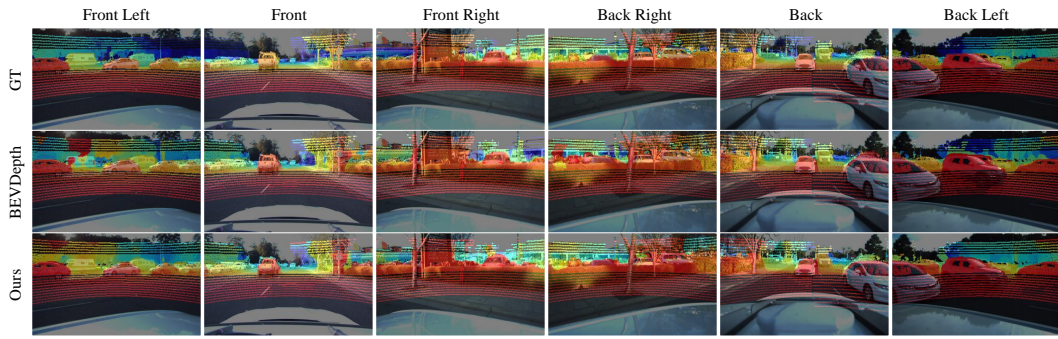 Front Left Front Front Right Back Right Back Back Left
GT
BEVDepth
Ours